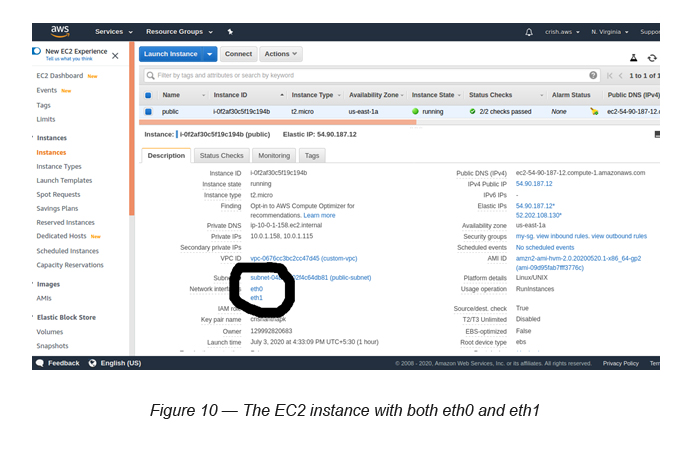 aws Services Resource Groups crish.aws N. Virginia Suppor
New EC2 Experience
Tell us what you think
EC2 Dashboard New
Events New
Tags
Limits
Instances
Instances
Instance Types
Launch Templates
Spot Requests
Savings Plans
Reserved Instances
Dedicated Hosts New
Scheduled Instances
Capacity Reservations
Images
AMIs
Elastic Block Store
Volumes
Snapshots
Launch Instance Connect Actions
Filter by tags and attributes or search by keyword 1 to 1 of 1
Name Instance ID Instance Type Availability Zone Instance State Status Checks Alarm Status Public DNS (IPv4)
public i-0f2af30c5f19c194b t2.micro us-east-1a running 2/2 checks passed None ec2-54-90-187-12.c
Instance: i-0f2af30c5f19c194b (public) Elastic IP: 54.90.187.12
Description Status Checks Monitoring Tags
Instance ID i-0f2af30c5f19c194b Public DNS (IPv4) ec2-54-90-187-12.compute-1.amazonaws.com
Instance state running IPv4 Public IP 54.90.187.12
Instance type t2.micro IPv6 IPs -
Finding Opt-in to AWS Compute Optimizer for Elastic IPs 54.90.187.12*
recommendations. Learn more 52.202.108.130*
Private DNS ip-10-0-1-158.ec2.internal Availability zone us-east-1a
Private IPs 10.0.1.158, 10.0.1.115 Security groups my-sg. view inbound rules. view outbound rules
Secondary private IPs Scheduled events No scheduled events
VPC ID vpc-0676cc3bc2cc47d45 (custom-vpc) AMI ID amzn2-ami-hvm-2.0.20200520.1-x86_64-gp2
(ami-09d95fab7fff3776c)
(public-subnet) Platform details Linux/UNIX
Network eth0 Usage operation RunInstances
eth1
IAM Source/dest. check True
Key pair name T2/T3 Unlimited Disabled
Owner 129992820683 EBS-optimized False
Launch time July 3, 2020 at 4:33:09 PM UTC+5:30 (1 hour) Root device type ebs
Feedback English (US) © 2008 - 2020, Amazon Web Services, Inc. or its affiliates. All rights reserved. Privacy Policy Ter
Figure 10 — The EC2 instance with both eth0 and eth1